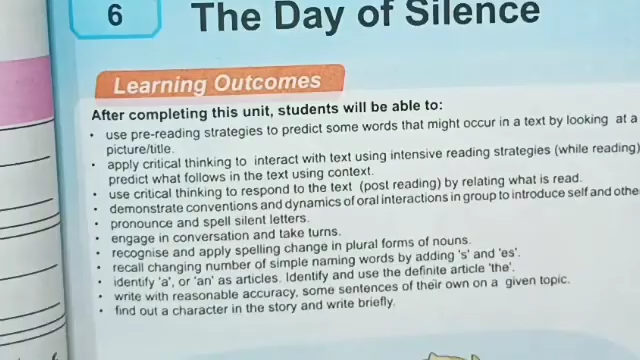 6
The Day of Silence
Learning Outcomes
After completing this unit, students will be able to:
• use pre-reading strategies to predict some words that might occur in a text by looking at a
picture/title.
• apply critical thinking to interact with text using intensive reading strategies (while reading)
predict what follows in the text using context.
• use critical thinking to respond to the text (post reading) by relating what is read.
• demonstrate conventions and dynamics of oral interactions in group to introduce self and othe
• pronounce and spell silent letters.
• engage in conversation and take turns.
• recognise and apply spelling change in plural forms of nouns.
• recall changing number of simple naming words by adding 's' and 'es'.
• identify 'a', or 'an' as articles. Identify and use the definite article 'the'.
• write with reasonable accuracy, some sentences of their own on a given topic.
• find out a character in the story and write briefly.